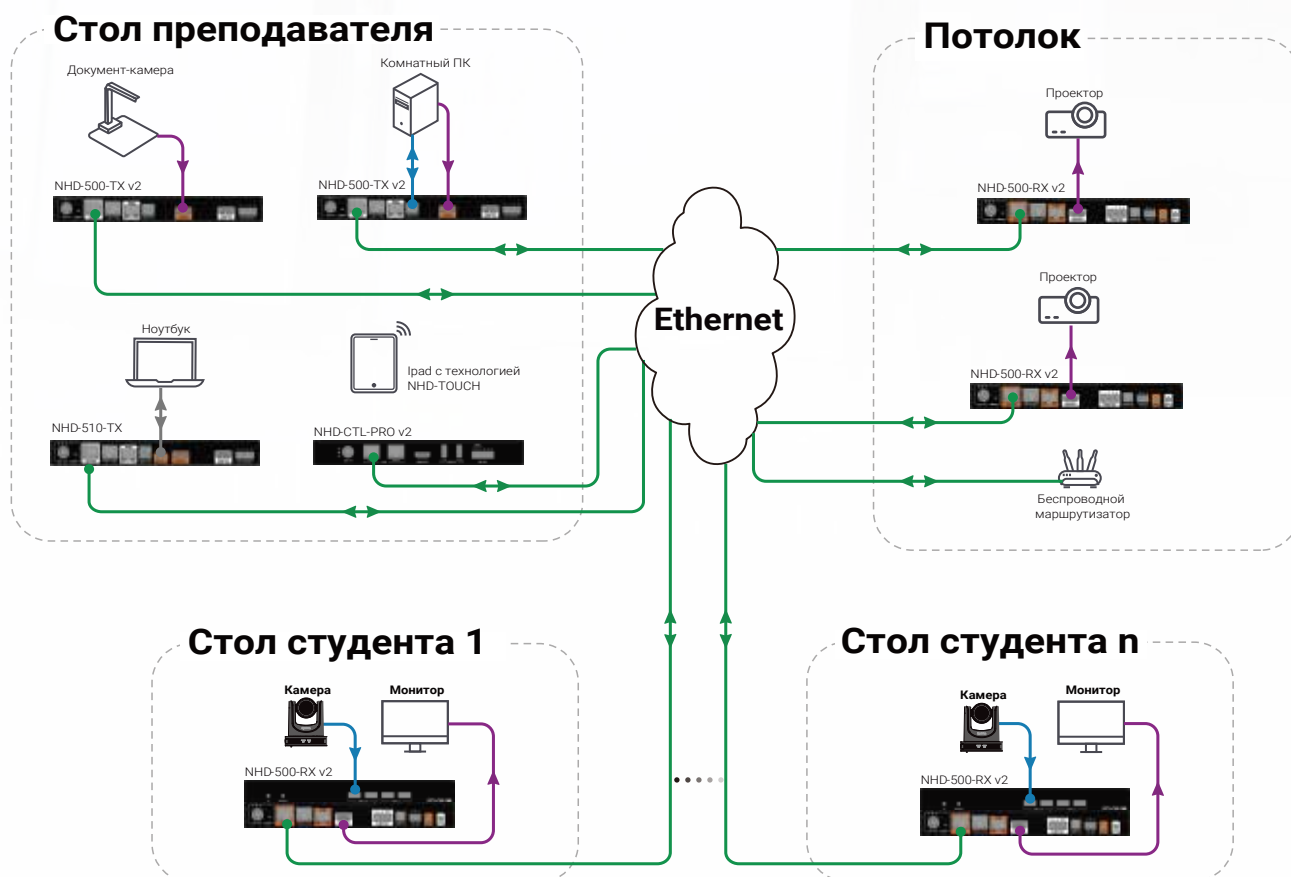 Стол преподавателя
Документ-камера
Комнатный ПК
NHD-500-TX v2
NHD-500-TX v2
Ноутбук
Ipad с технологией
NHD-TOUCH
NHD-510-TX
NHD-CTL-PRO v2
Ethernet
Потолок
Проектор
NHD-500-RX v2
Проектор
NHD-500-RX v2
Беспроводной
маршрутизатор
Стол студента 1
Камера
Монитор
NHD-500-RX v2
Стол студента n
Камера
Монитор
NHD-500-RX v2